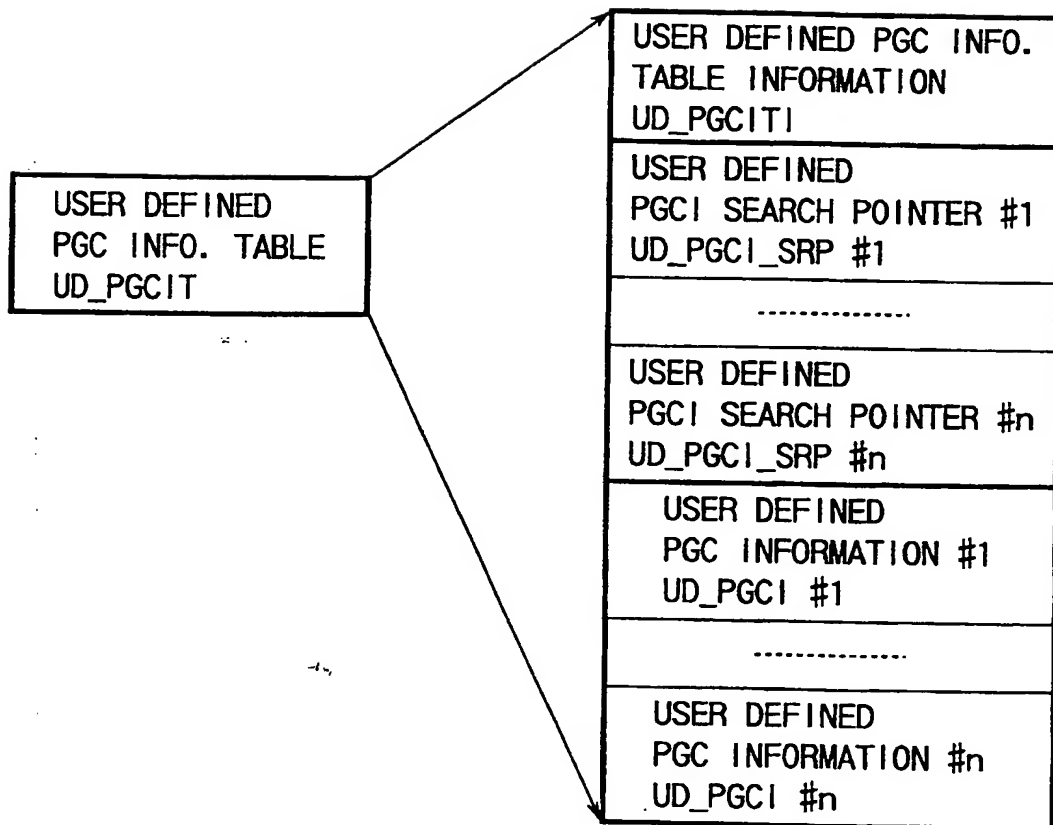 USER DEFINED
PGC INFO. TABLE
UD_PGCIT
USER DEFINED PGC INFO.
TABLE INFORMATION
UD_PGCITI
USER DEFINED
PGCI SEARCH POINTER #1
UD_PGCI_SRP #1
USER DEFINED
PGCI SEARCH POINTER #n
UD_PGCI_SRP #n
USER DEFINED
PGC INFORMATION #1
UD_PGCI #1
USER DEFINED
PGC INFORMATION #n
UD_PGCI #n